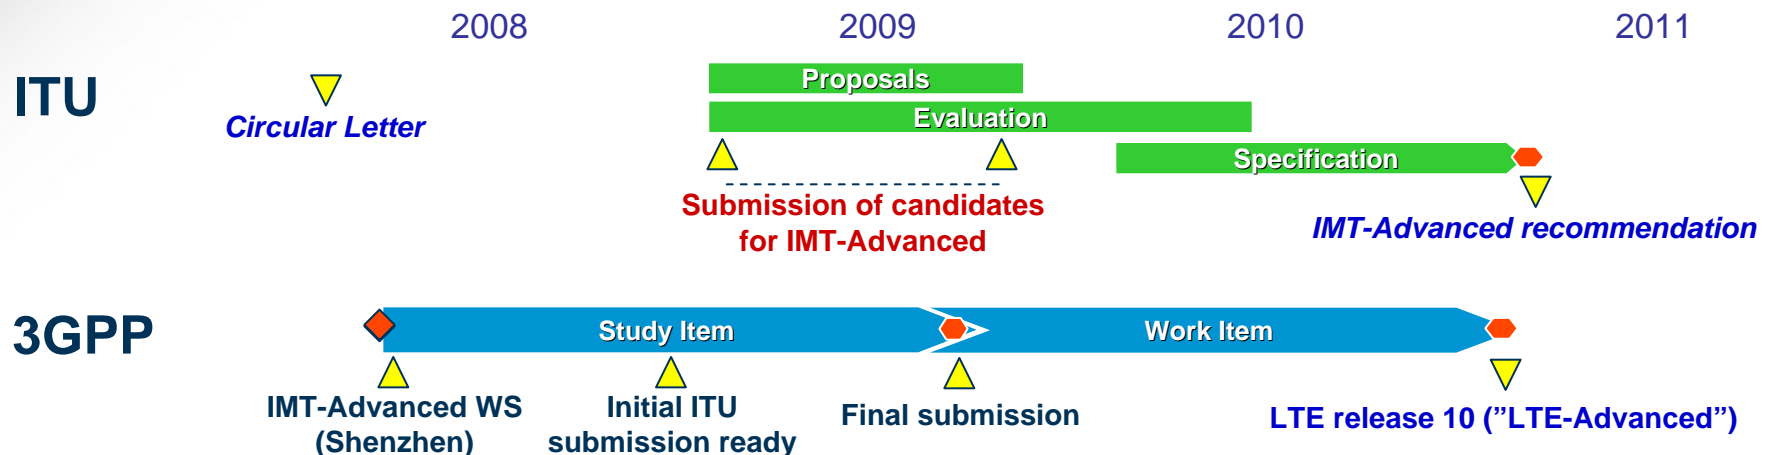 2008 2009 2010 2011
ITU
Proposals
Circular Letter
Evaluation
Specification
Submission of candidates
for IMT-Advanced
IMT-Advanced recommendation
3GPP
Study Item
Work Item
IMT-Advanced WS
(Shenzhen)
Initial ITU
submission ready
Final submission
LTE release 10 (”LTE-Advanced”)